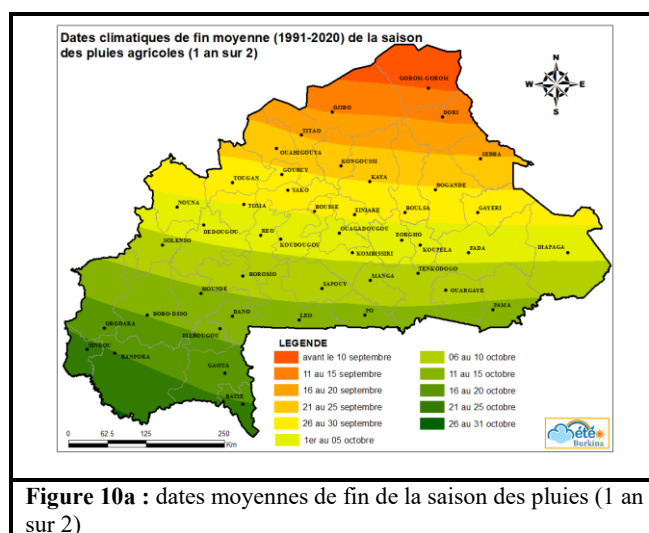 Dates climatiques de fin moyenne (1991-2020) de la saison
des pluies agricoles (1 an sur 2)
N
W E
S
GOROM-GOROM
DJIBO
DORI
TITAO
OUAHIGOUYA
KONGOUSSI
SEBBA
GOURCY
TOUGAN
KAYA
YAKO
BOGANDE
NOUNA
TOMA
BOUSSE
ZINIARE
BOULSA
GAYERI
DEDOUGOU
REO
OUAGADOUGOU
ZORGHO
SOLENSO
KOUDOUGOU
KOMBISSIRI
KOUPELA
FADA
DIAPAGA
BOROMO
TENKODOGO
HOUNDE
SAPOUY
MANGA
OUARGAYE
BOBO-DSSO
DANO
LEO
PO
PAMA
ORODARA
DIEBOUGOU
SINDOU
BANFORA
GAOUA
BATIE
LEGENDE
avant le 10 septembre
11 au 15 septembre
16 au 20 septembre
21 au 25 septembre
26 au 30 septembre
1er au 05 octobre
06 au 10 octobre
11 au 15 octobre
16 au 20 octobre
21 au 25 octobre
26 au 31 octobre
0 62.5 125 250
Km
météo
Burkina
Figure 10a : dates moyennes de fin de la saison des pluies (1 an
sur 2)